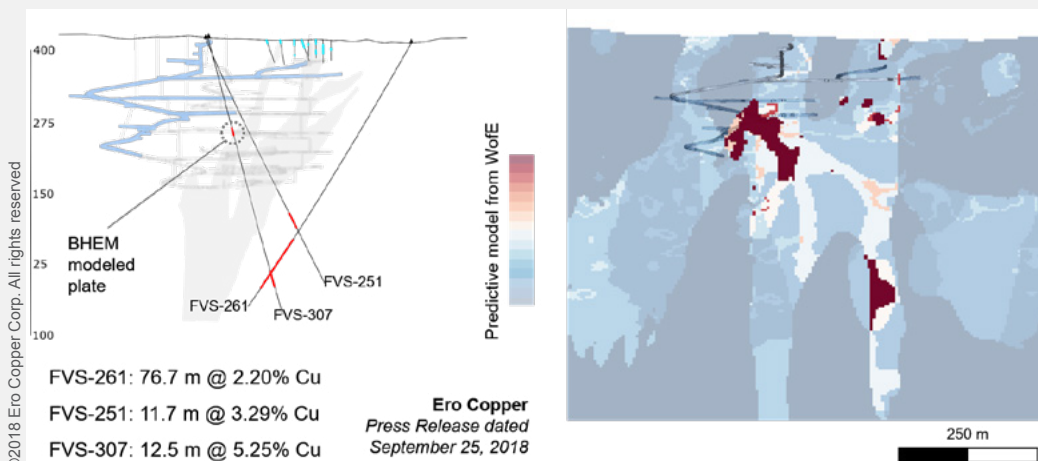 400
275
150
25
100
BHEM
modeled
plate
FVS-261
FVS-307
FVS-251
Predictive model from WofE
FVS-261: 76.7 m @ 2.20% Cu
FVS-251: 11.7 m @ 3.29% Cu
FVS-307: 12.5 m @ 5.25% Cu
Ero Copper
Press Release dated
September 25, 2018
250 m
©2018 Ero Copper Corp. All rights reserved